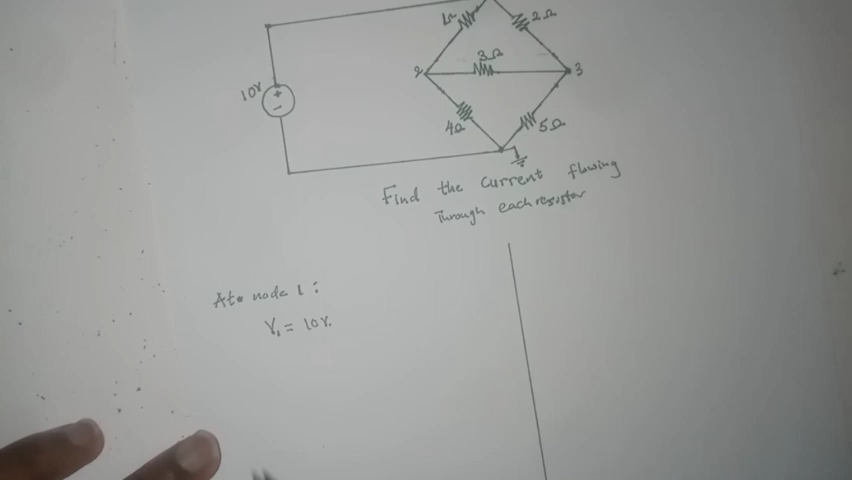 1Ω
2Ω
3Ω
2
3
10V
+
-
4Ω
5Ω
Find the current flowing
Through each resistor
At node 1:
V₁ = 10V.